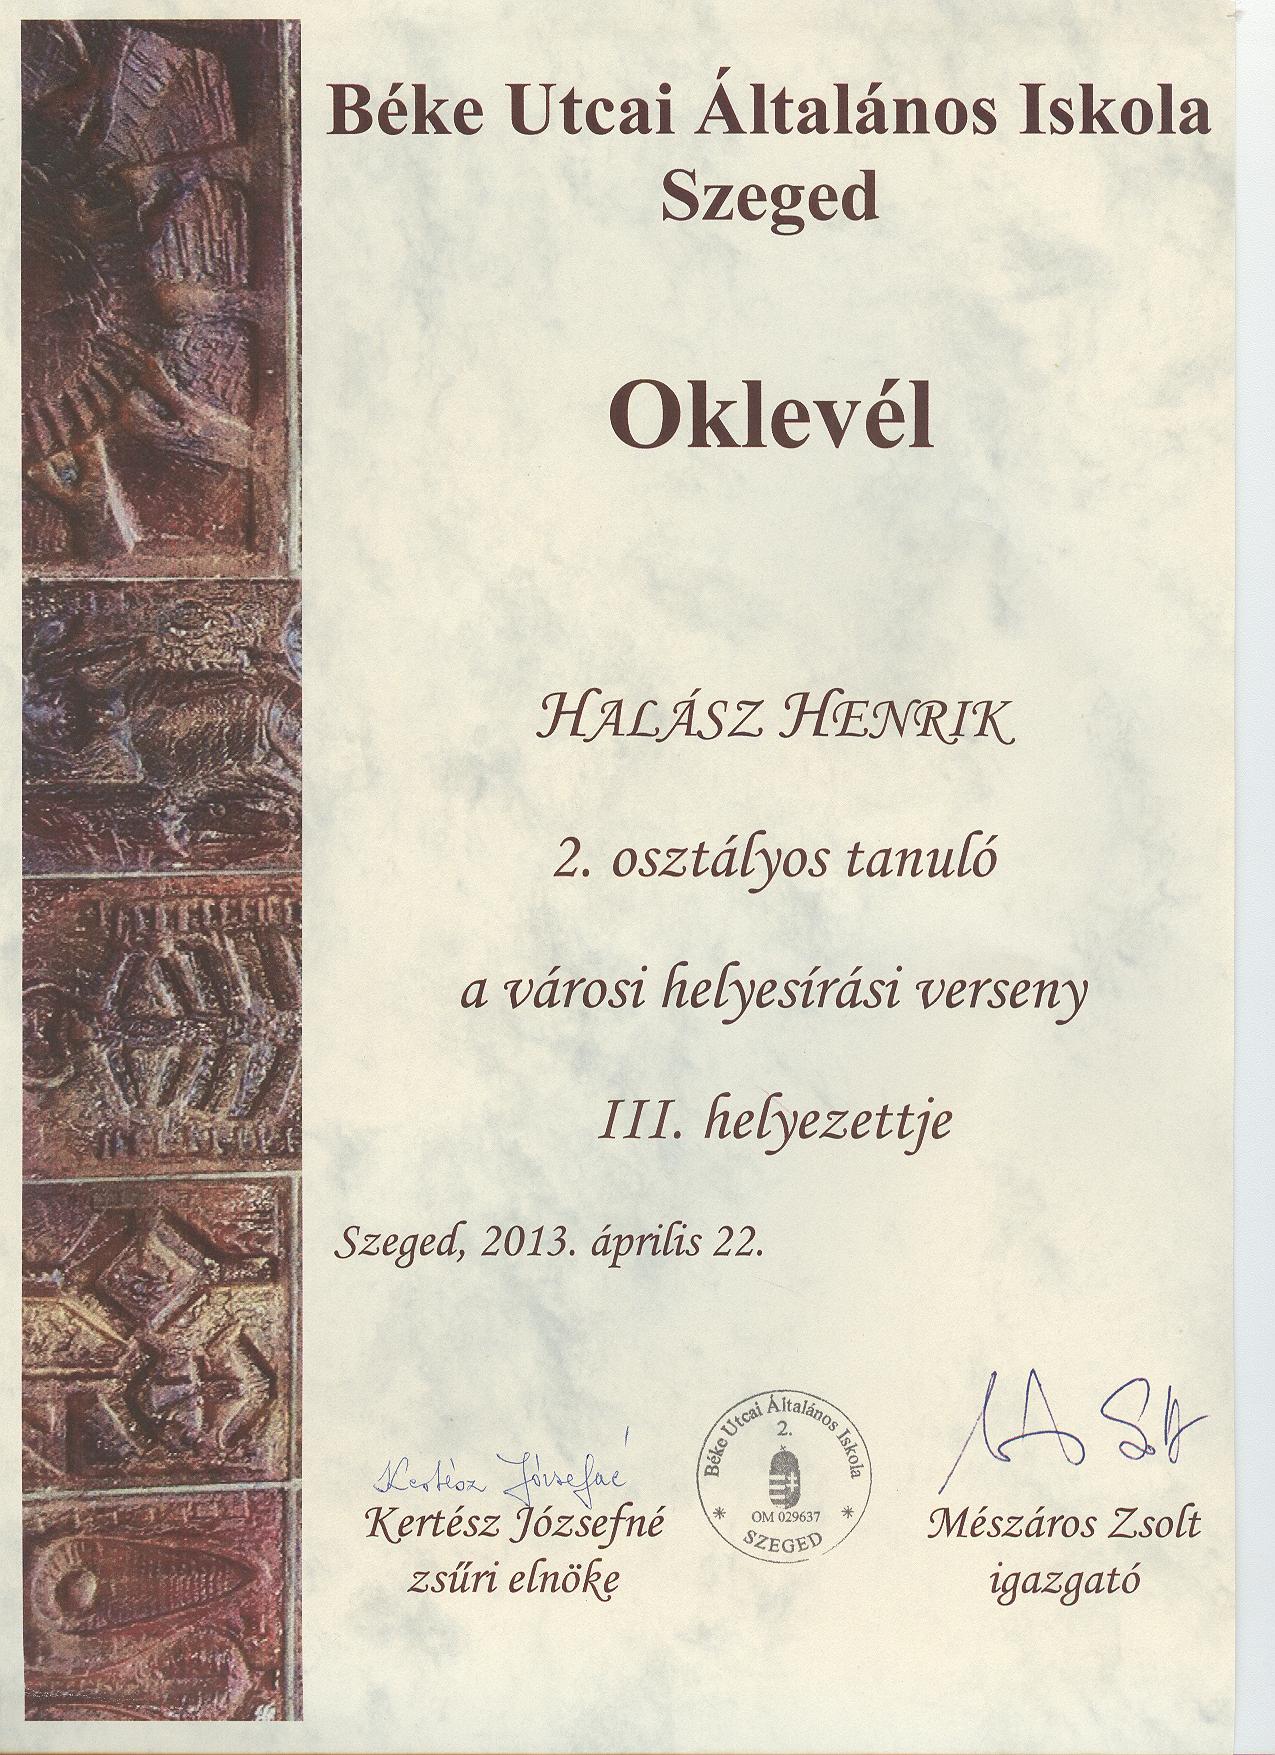 Béke Utcai Általános Iskola
Szeged
Oklevél
HALÁSZ HENRIK
2. osztályos tanuló
a városi helyesírási verseny
III. helyezettje
Szeged, 2013. április 22.
Kertész Józsefné
Kertész Józsefné
zsűri elnöke
Béke Utcai Általános Iskola
2.
OM 029637
* SZEGED *
Mészáros Zsolt
igazgató